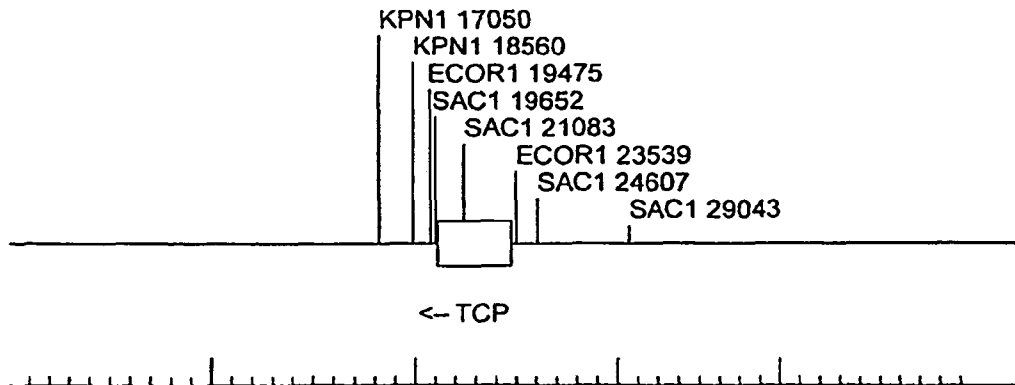 KPN1 17050
KPN1 18560
ECOR1 19475
SAC1 19652
SAC1 21083
ECOR1 23539
SAC1 24607
SAC1 29043
<– TCP